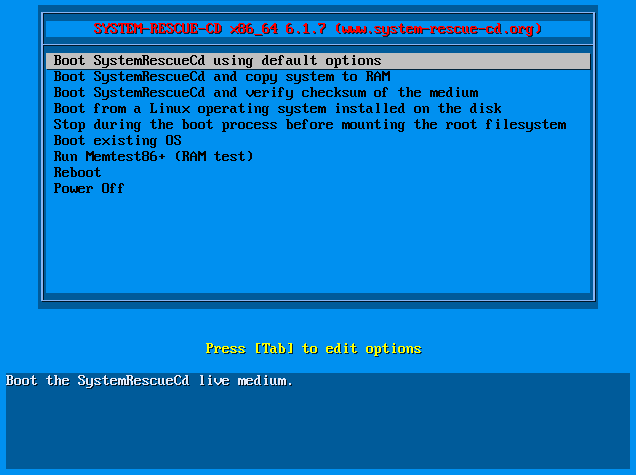 SYSTEM-RESCUE-CD x86_64 6.1.7 (www.system-rescue-cd.org)
Boot SystemRescueCd using default options
Boot SystemRescueCd and copy system to RAM
Boot SystemRescueCd and verify checksum of the medium
Boot from a Linux operating system installed on the disk
Stop during the boot process before mounting the root filesystem
Boot existing OS
Run Memtest86+ (RAM test)
Reboot
Power Off
Press [Tab] to edit options
Boot the SystemRescueCd live medium.